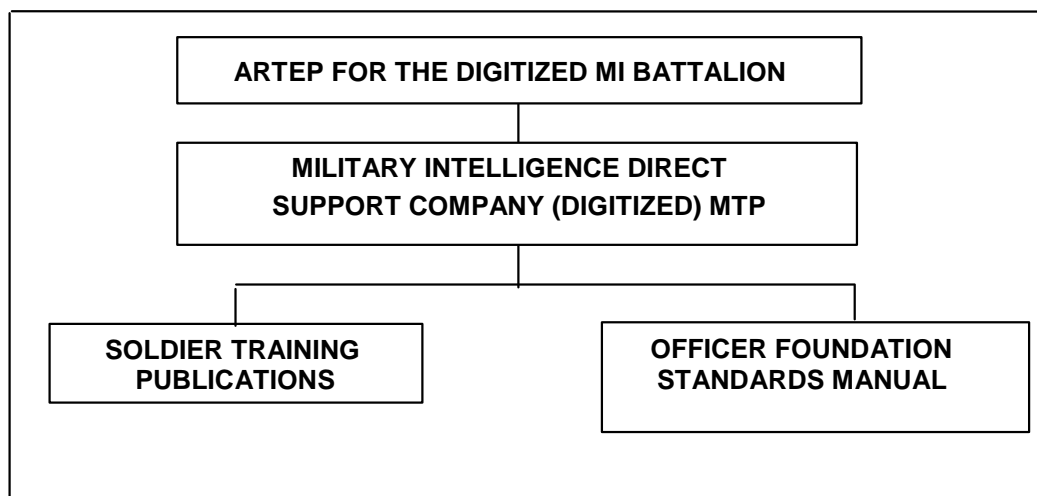 ARTEP FOR THE DIGITIZED MI BATTALION
MILITARY INTELLIGENCE DIRECT
SUPPORT COMPANY (DIGITIZED) MTP
SOLDIER TRAINING
PUBLICATIONS
OFFICER FOUNDATION
STANDARDS MANUAL